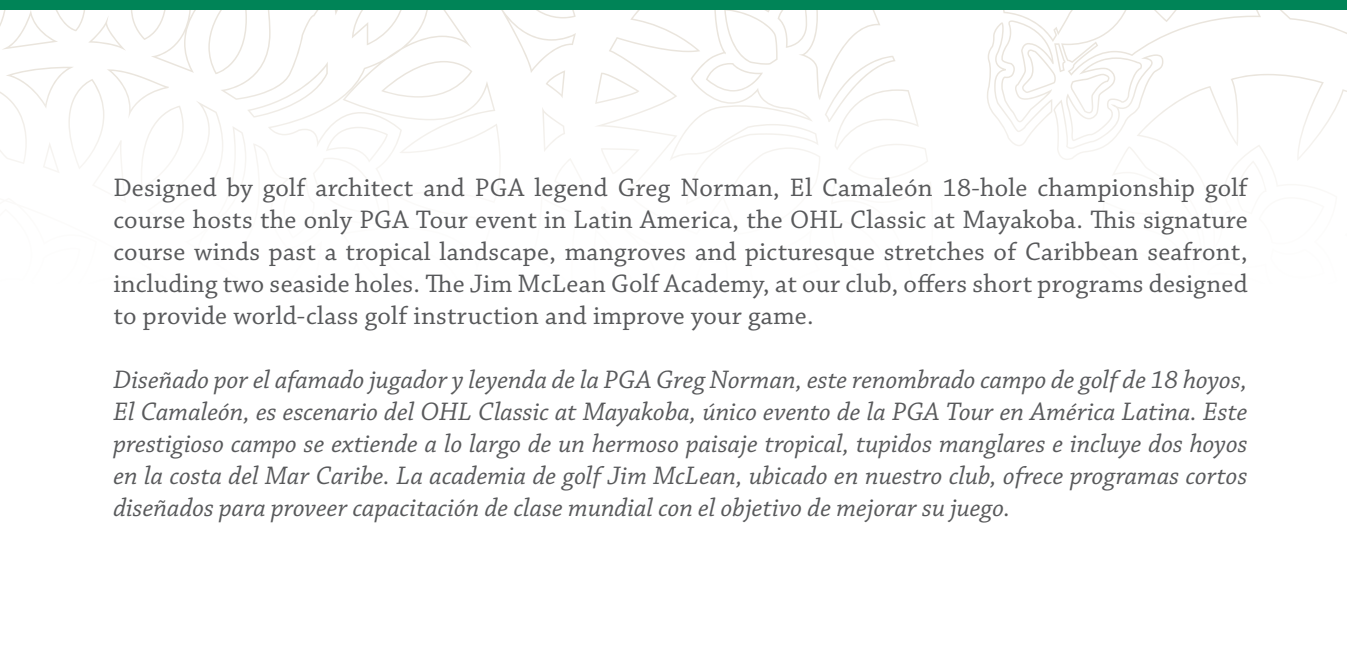 Designed by golf architect and PGA legend Greg Norman, El Camaleón 18-hole championship golf
course hosts the only PGA Tour event in Latin America, the OHL Classic at Mayakoba. This signature
course winds past a tropical landscape, mangroves and picturesque stretches of Caribbean seafront,
including two seaside holes. The Jim McLean Golf Academy, at our club, offers short programs designed
to provide world-class golf instruction and improve your game.
Diseñado por el afamado jugador y leyenda de la PGA Greg Norman, este renombrado campo de golf de 18 hoyos,
El Camaleón, es escenario del OHL Classic at Mayakoba, único evento de la PGA Tour en América Latina. Este
prestigioso campo se extiende a lo largo de un hermoso paisaje tropical, tupidos manglares e incluye dos hoyos
en la costa del Mar Caribe. La academia de golf Jim McLean, ubicado en nuestro club, ofrece programas cortos
diseñados para proveer capacitación de clase mundial con el objetivo de mejorar su juego.